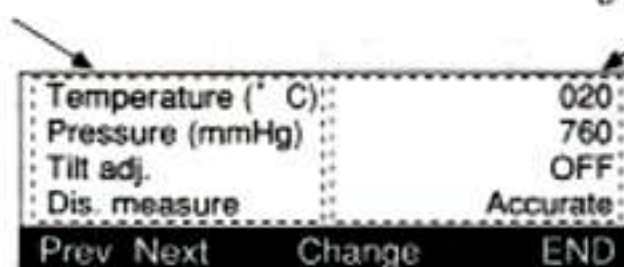 Temperature (° C) 020
Pressure (mmHg) 760
Tilt adj. OFF
Dis. measure Accurate
Prev Next Change END